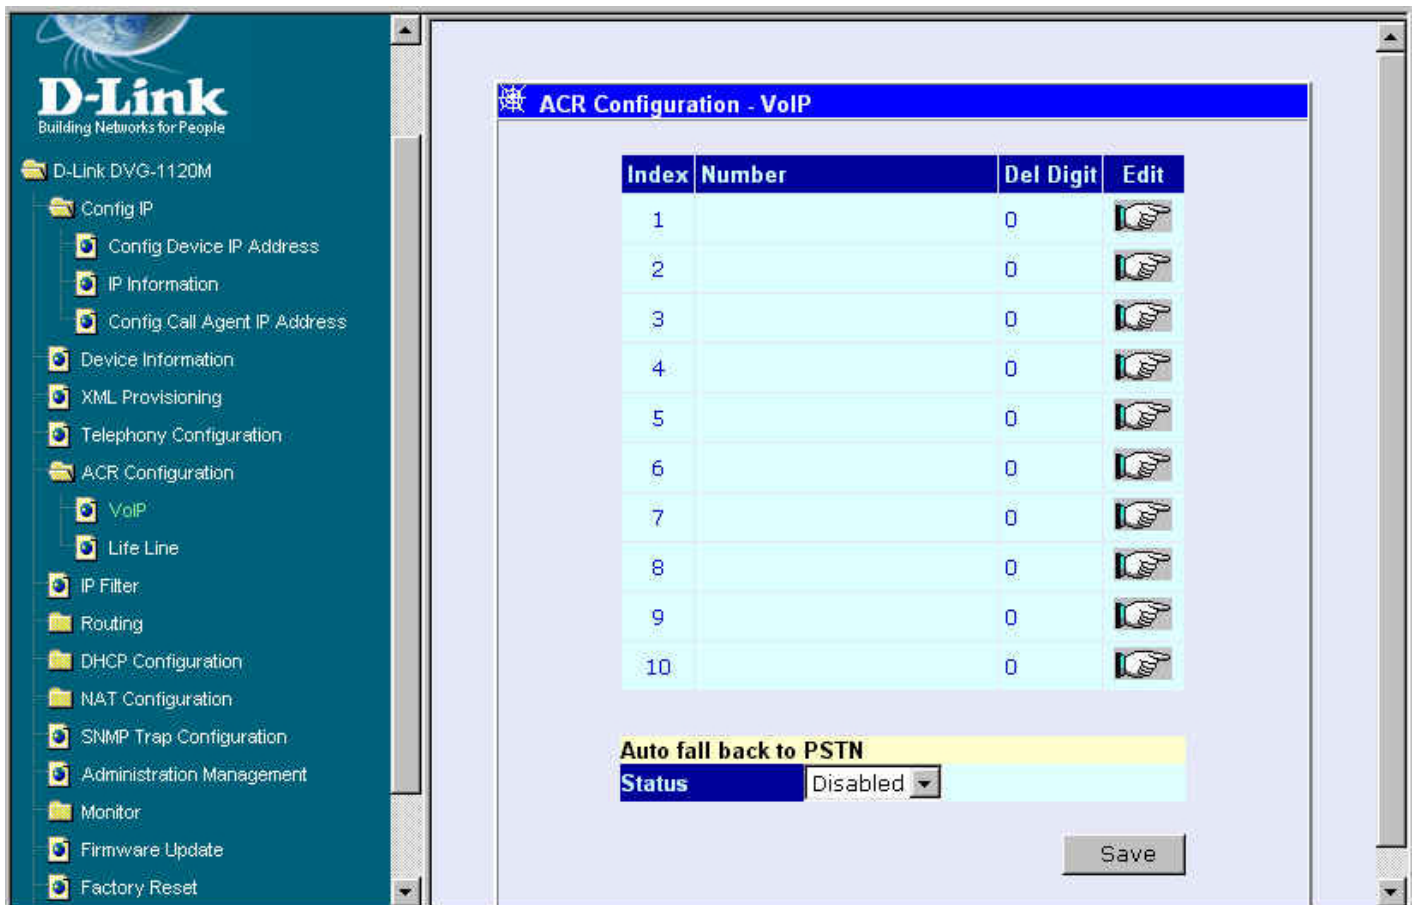 D-Link
Building Networks for People
D-Link DVG-1120M
Config IP
Config Device IP Address
IP Information
Config Call Agent IP Address
Device Information
XML Provisioning
Telephony Configuration
ACR Configuration
VoIP
Life Line
IP Filter
Routing
DHCP Configuration
NAT Configuration
SNMP Trap Configuration
Administration Management
Monitor
Firmware Update
Factory Reset
ACR Configuration - VoIP
Index Number Del Digit Edit
1 0
2 0
3 0
4 0
5 0
6 0
7 0
8 0
9 0
10 0
Auto fall back to PSTN
Status Disabled
Save